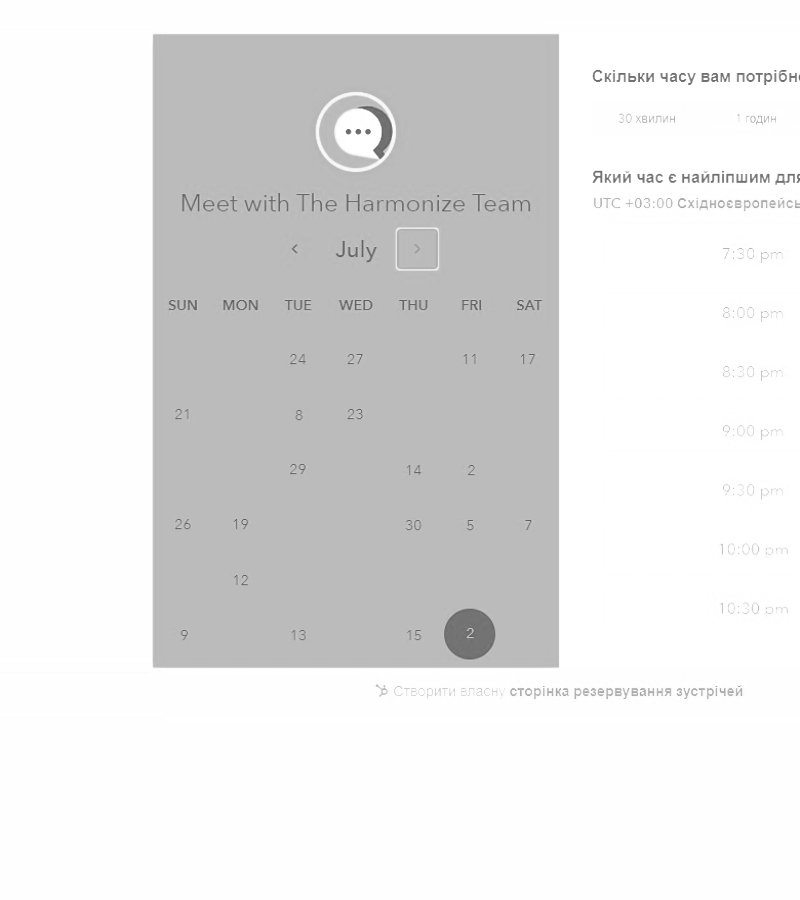 Meet with The Harmonize Team
July
SUN MON TUE WED THU FRI SAT
24 27 11 17
21 8 23
29 14 2
26 19 30 5 7
12
9 13 15 2
Скільки часу вам
30 хвилин 1 годин
Який час є найліпшим
UTC +03:00
7:30 pm
8:00 pm
8:30 pm
9:00 pm
9:30 pm
10:00 pm
10:30 pm
Створити власну сторінка резервування зустрічей